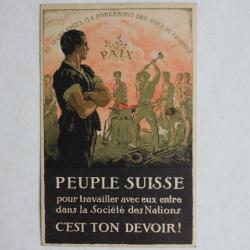 ILS FORGERONT DES SOCS DE
PAIX
PEUPLE SUISSE
pour travailler avec eux entre
dans la Société des Nations
C'EST TON DEVOIR!